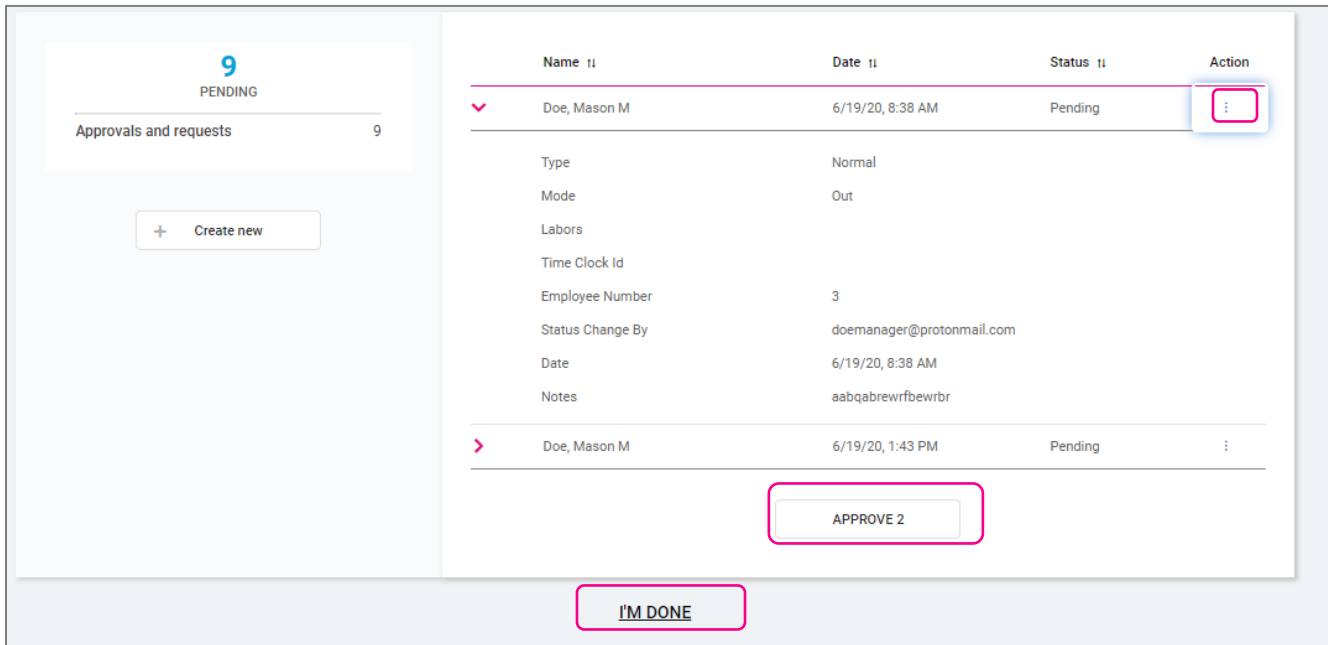 9
PENDING
Approvals and requests 9
+ Create new
Name Date Status Action
Doe, Mason M 6/19/20, 8:38 AM Pending
Type Normal
Mode Out
Labors
Time Clock Id
Employee Number 3
Status Change By doemanager@protonmail.com
Date 6/19/20, 8:38 AM
Notes aabqabrewrfbewrbr
Doe, Mason M 6/19/20, 1:43 PM Pending
APPROVE 2
I'M DONE